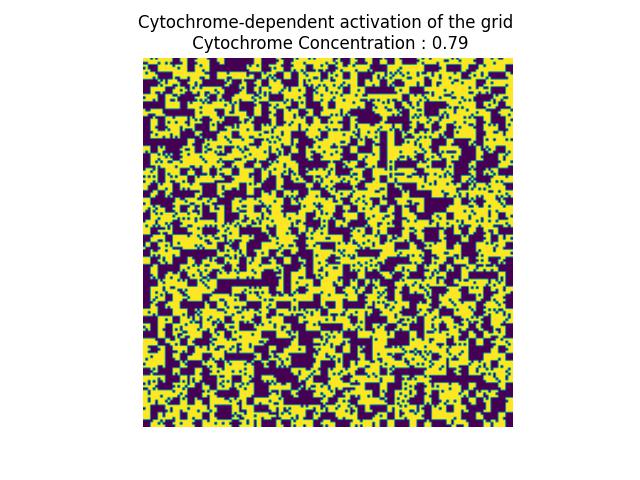 Cytochrome-dependent activation of the grid
Cytochrome Concentration : 0.79